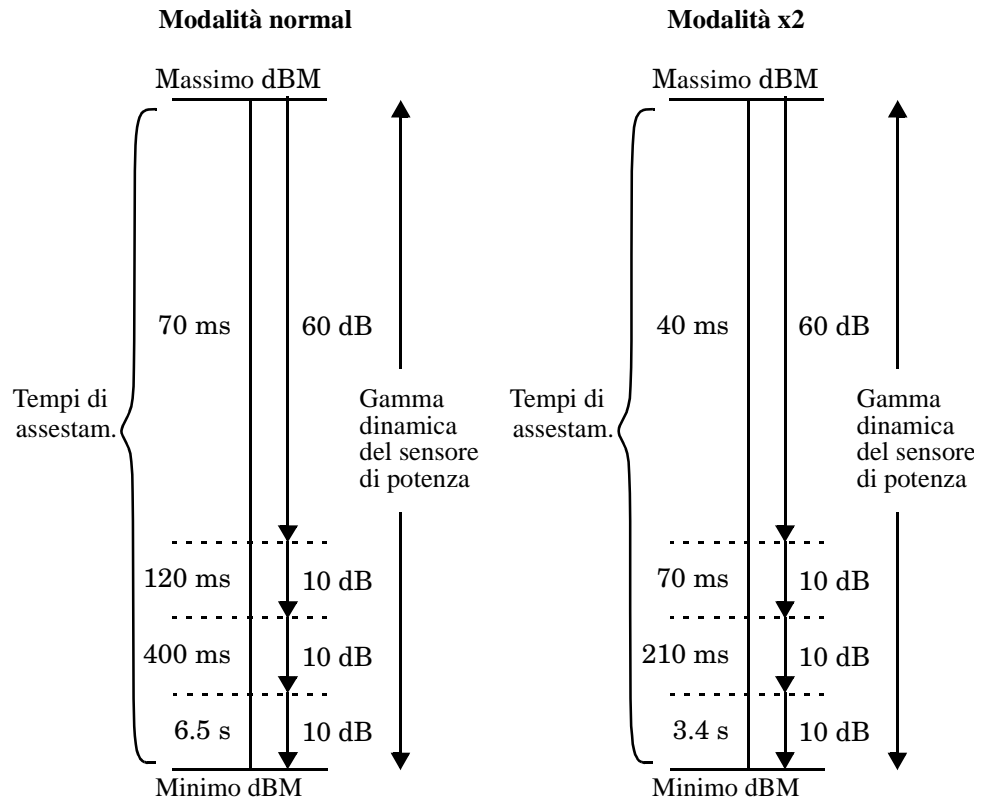 Modalità normal
Massimo dBM
70 ms
60 dB
Tempi di
assestam.
Gamma
dinamica
del sensore
di potenza
120 ms
10 dB
400 ms
10 dB
6.5 s
10 dB
Minimo dBM
Modalità x2
Massimo dBM
40 ms
60 dB
Tempi di
assestam.
Gamma
dinamica
del sensore
di potenza
70 ms
10 dB
210 ms
10 dB
3.4 s
10 dB
Minimo dBM